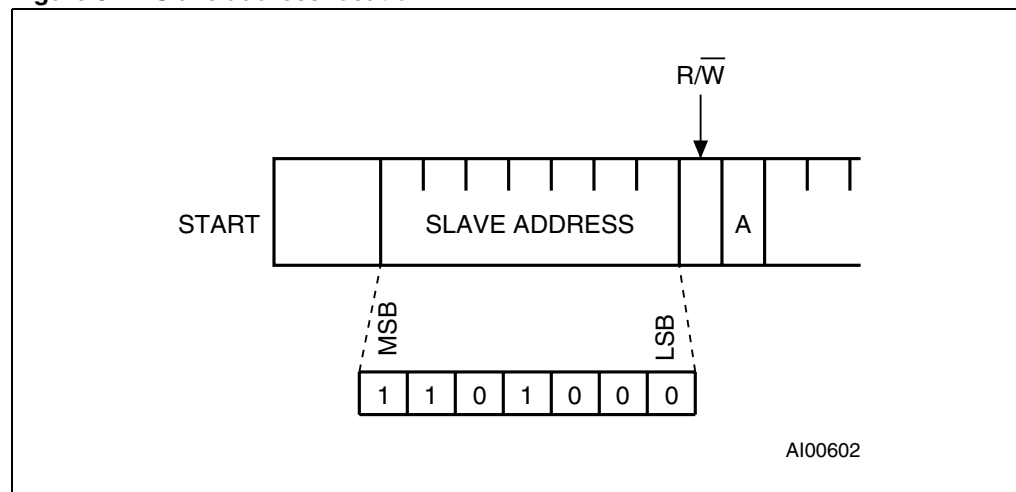 R/W
START
SLAVE ADDRESS
A
MSB
LSB
1 1 0 1 0 0 0
AI00602